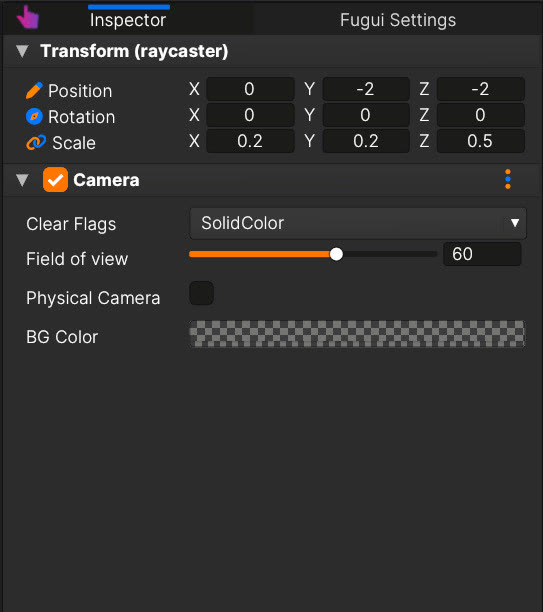 Inspector Fugui Settings
Transform (raycaster)
Position X 0 Y -2 Z -2
Rotation X 0 Y 0 Z 0
Scale X 0.2 Y 0.2 Z 0.5
Camera
Clear Flags SolidColor
Field of view 60
Physical Camera
BG Color